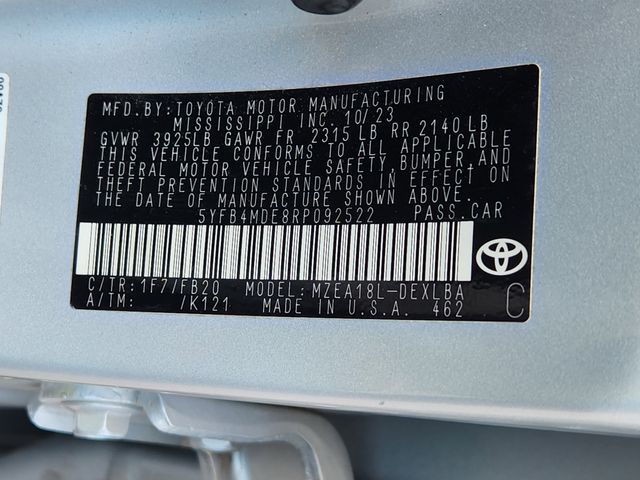 MFD.BY: TOYOTA MOTOR MANUFACTURING
MISSISSIPPI INC. 10/23
GVWR 3925LB GAWR FR 2315 LB RR 2140 LB
THIS VEHICLE CONFORMS TO ALL APPLICABLE
FEDERAL MOTOR VEHICLE SAFETY, BUMPER, AND
THEFT PREVENTION STANDARDS IN EFFECT ON
THE DATE OF MANUFACTURE SHOWN ABOVE.
5YFB4MDE8RP092522 PASS. CAR
C/TR: 1F7/FB20 MODEL: MZEA18L-DEXLBA
A/TM: /K121 MADE IN U.S.A. 462 C